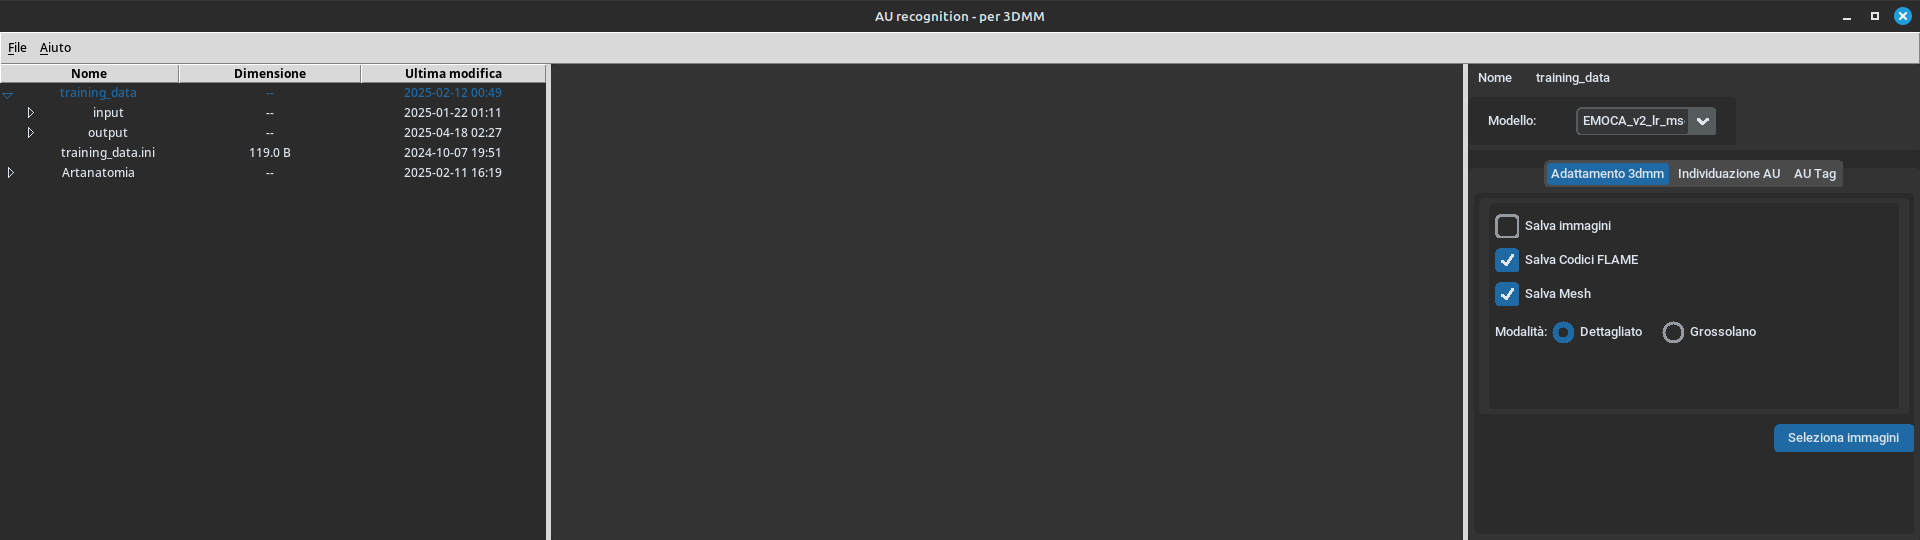 AU recognition - per 3DMM
File Aiuto
Nome Dimensione Ultima modifica
training_data -- 2025-02-12 00:49
input -- 2025-01-22 01:11
output -- 2025-04-18 02:27
training_data.ini 119.0 B 2024-10-07 19:51
Artanatomia -- 2025-02-11 16:19
Nome training_data
Modello: EMOCA_v2_lr_ms
Adattamento 3dmm Individuazione AU AU Tag
Salva immagini
Salva Codici FLAME
Salva Mesh
Modalità: Dettagliato Grossolano
Seleziona immagini